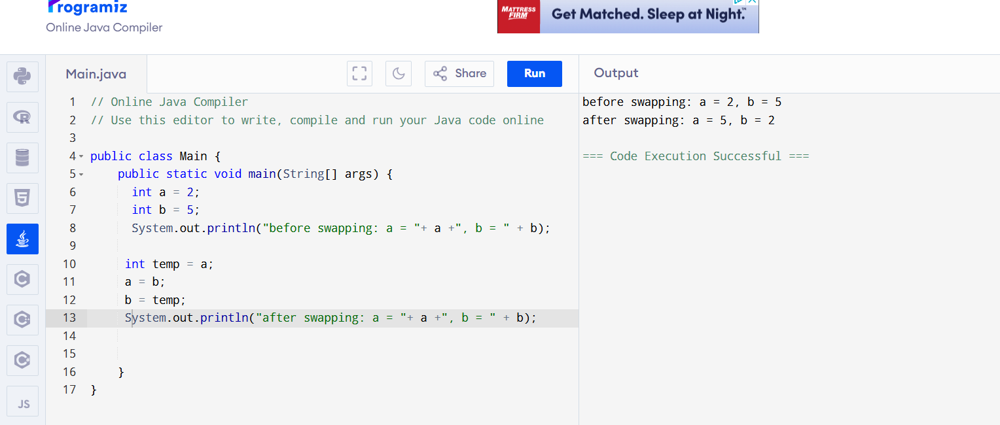 Programiz
Online Java Compiler
MATTRESS
FIRM
Get Matched. Sleep at Night.™
Main.java
Share
Run
Output
1 // Online Java Compiler
2 // Use this editor to write, compile and run your Java code online
3
4 public class Main {
5     public static void main(String[] args) {
6       int a = 2;
7       int b = 5;
8       System.out.println("before swapping: a = "+ a +", b = " + b);
9
10      int temp = a;
11      a = b;
12      b = temp;
13      System.out.println("after swapping: a = "+ a +", b = " + b);
14
15
16     }
17 }
before swapping: a = 2, b = 5
after swapping: a = 5, b = 2
=== Code Execution Successful ===
R
5
C
C
C
JS